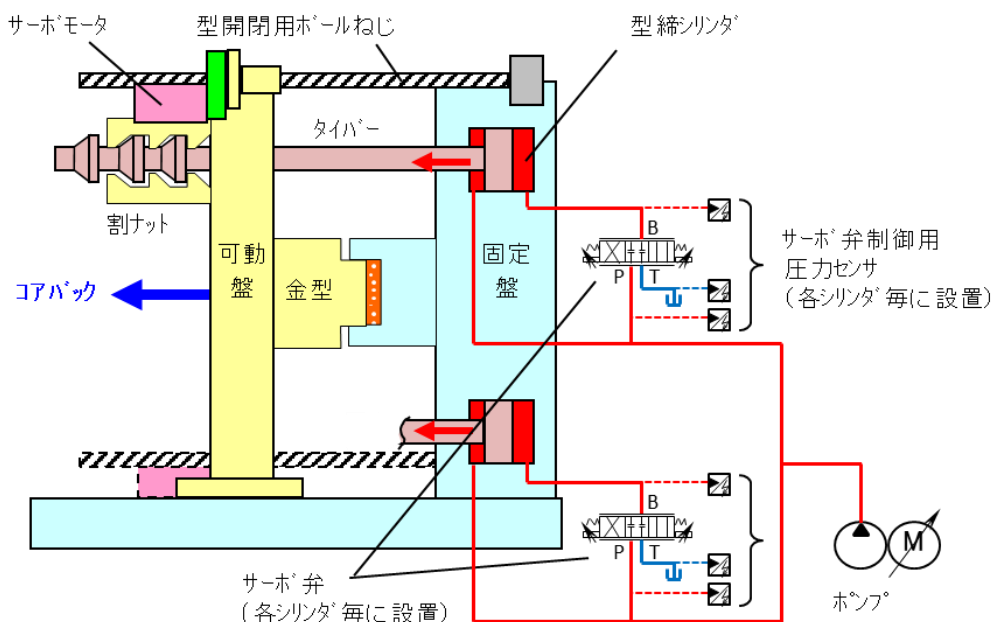 サーボモータ
型開閉用ボールねじ
型締シリンダ
タイバー
割ナット
可動
盤
金型
固定
盤
コアバック
B
P T
サーボ弁制御用
圧力センサ
(各シリンダ毎に設置)
B
P T
サーボ弁
(各シリンダ毎に設置)
M
ポンプ